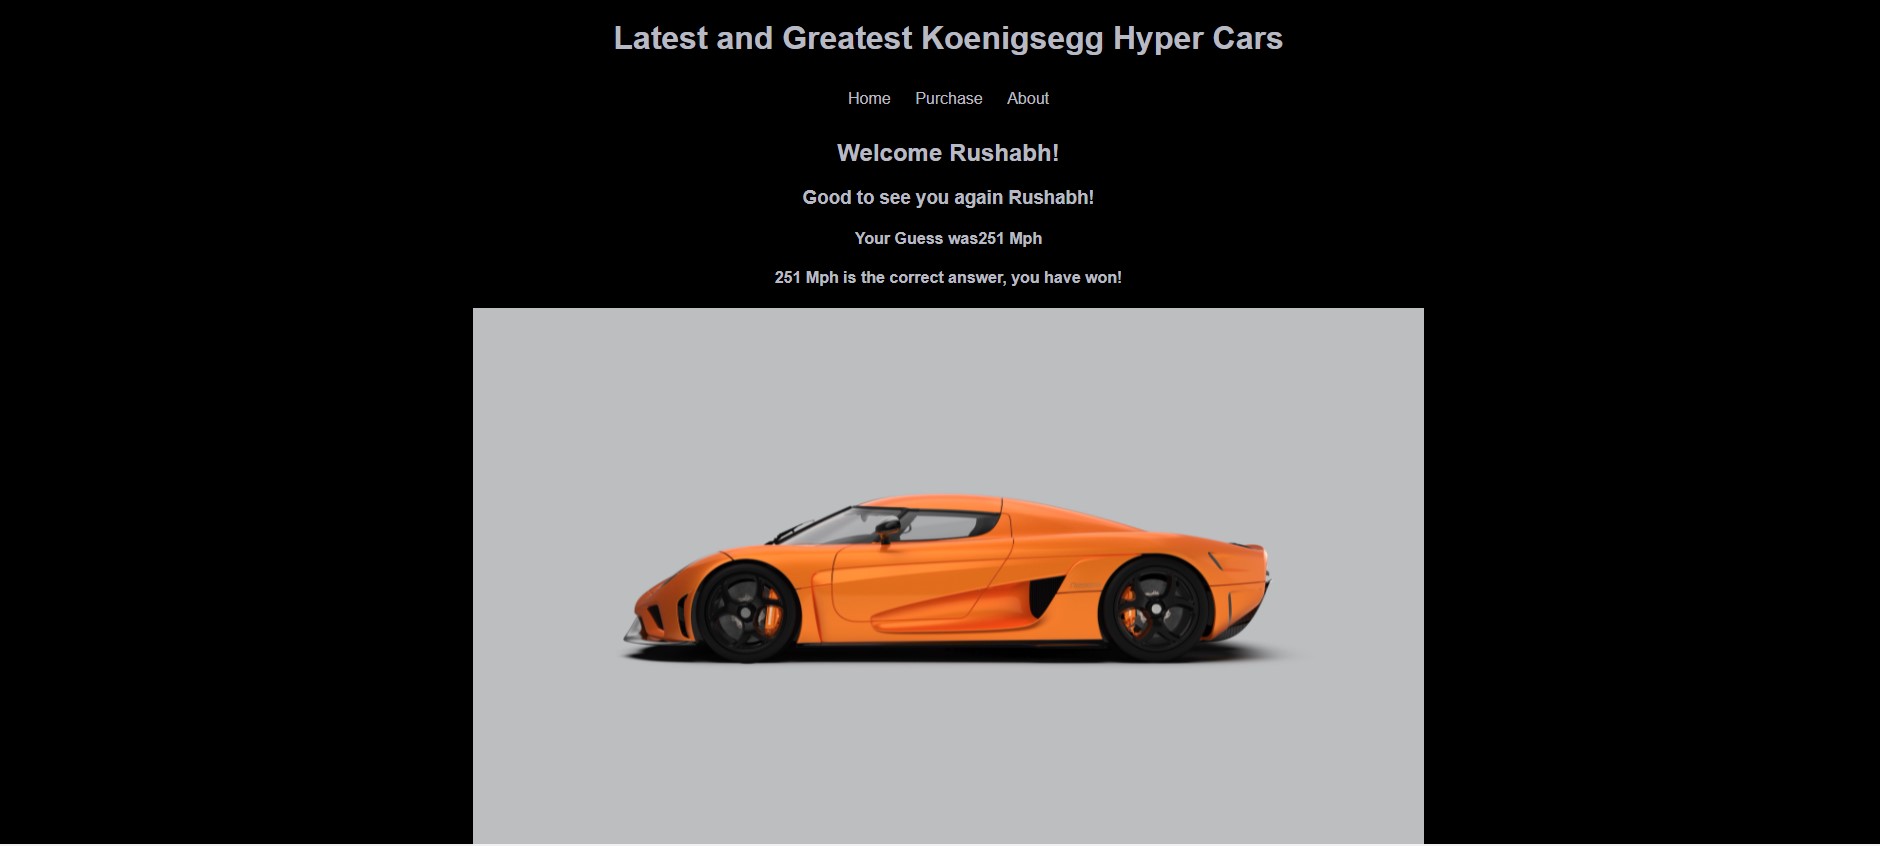 Latest and Greatest Koenigsegg Hyper Cars
Home Purchase About
Welcome Rushabh!
Good to see you again Rushabh!
Your Guess was251 Mph
251 Mph is the correct answer, you have won!